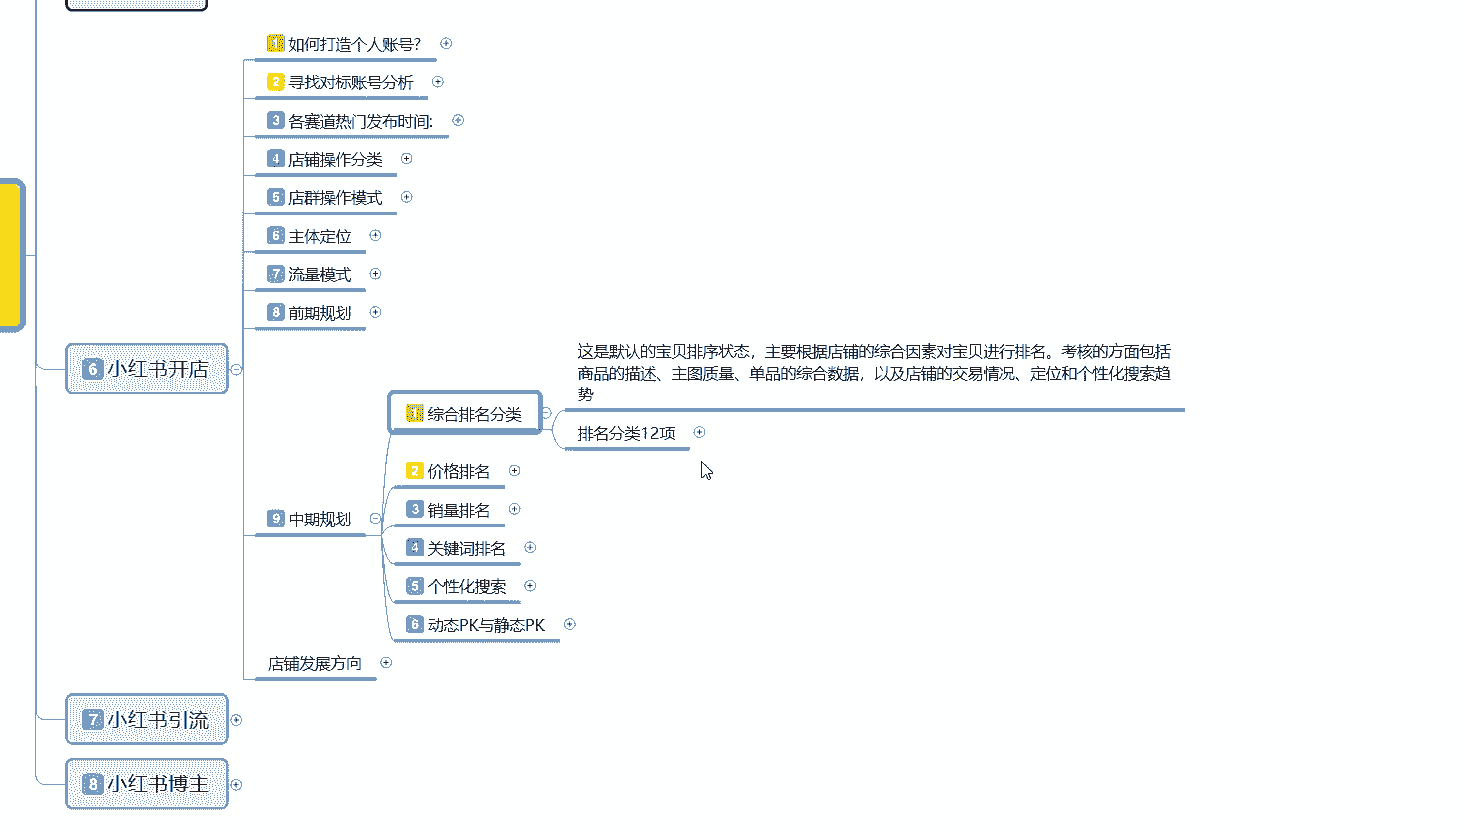 1 如何打造个人账号?
2 寻找对标账号分析
3 各赛道热门发布时间:
4 店铺操作分类
5 店群操作模式
6 主体定位
7 流量模式
8 前期规划
6 小红书开店
这是默认的宝贝排序状态，主要根据店铺的综合因素对宝贝进行排名。考核的方面包括
商品的描述、主图质量、单品的综合数据，以及店铺的交易情况、定位和个性化搜索趋
势
1 综合排名分类
排名分类12项
2 价格排名
3 销量排名
9 中期规划
4 关键词排名
5 个性化搜索
6 动态PK与静态PK
店铺发展方向
7 小红书引流
8 小红书博主